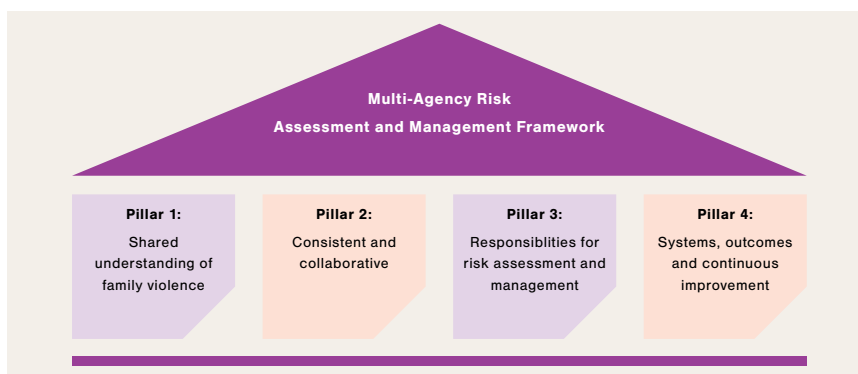 Multi-Agency Risk
Assessment and Management Framework
Pillar 1:
Shared
understanding of
family violence
Pillar 2:
Consistent and
collaborative
Pillar 3:
Responsiblities for
risk assessment and
management
Pillar 4:
Systems, outcomes
and continuous
improvement